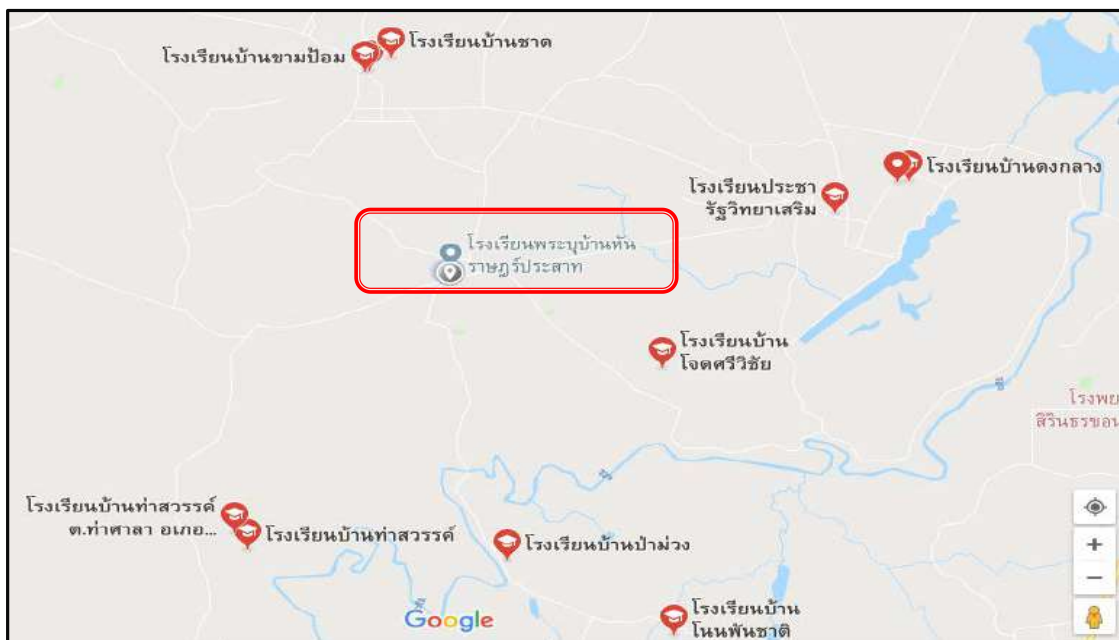 โรงเรียนบ้านชาด
โรงเรียนบ้านขามป้อม
โรงเรียนบ้านดงกลาง
โรงเรียนประชา
รัฐวิทยาเสริม
โรงเรียนพระบุบ้านหัน
ราษฎร์ประสาท
โรงเรียนบ้าน
โจดศรีวิชัย
ชี
โรงพย
สิรินธรขอน
โรงเรียนบ้านท่าสวรรค์
ต.ท่าศาลา อเภอ...
โรงเรียนบ้านท่าสวรรค์
โรงเรียนบ้านป่าม่วง
โรงเรียนบ้าน
โนนพันชาติ
Google